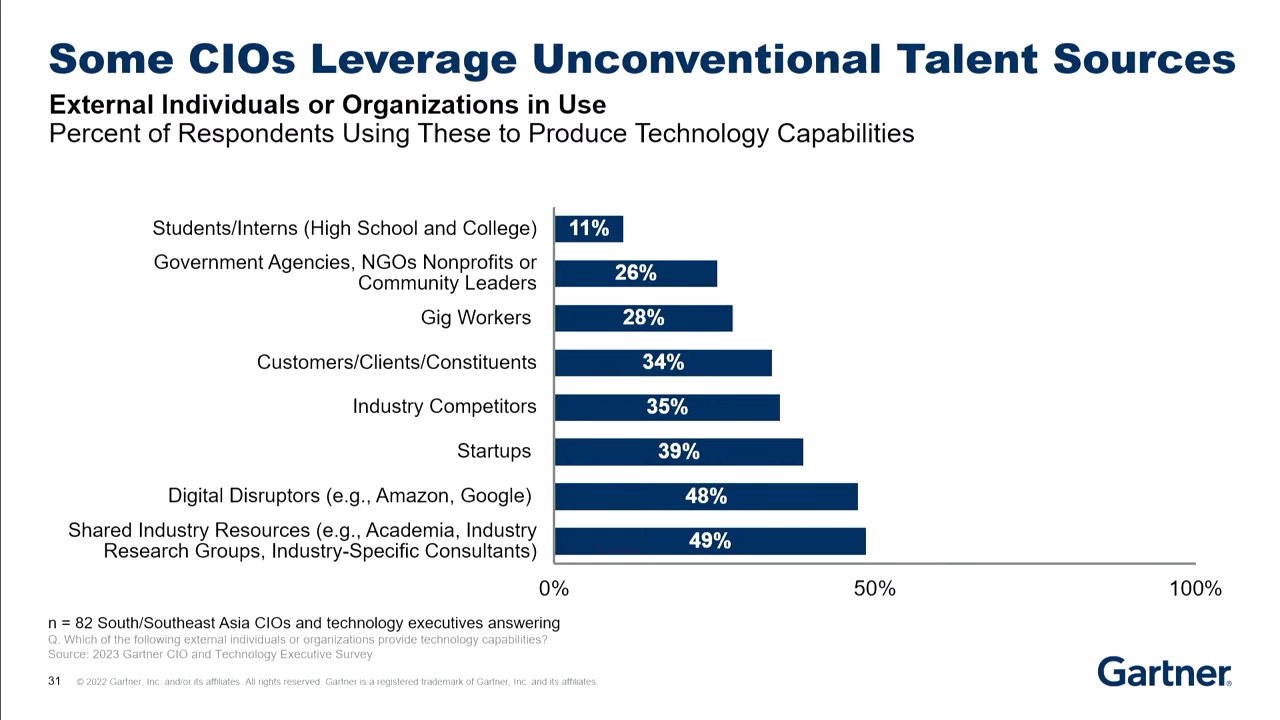 Some CIOs Leverage Unconventional Talent Sources
External Individuals or Organizations in Use
Percent of Respondents Using These to Produce Technology Capabilities
Students/Interns (High School and College)
11%
Government Agencies, NGOs Nonprofits or
Community Leaders
26%
Gig Workers
28%
Customers/Clients/Constituents
34%
Industry Competitors
35%
Startups
39%
Digital Disruptors (e.g., Amazon, Google)
48%
Shared Industry Resources (e.g., Academia, Industry
Research Groups, Industry-Specific Consultants)
49%
0% 50% 100%
n = 82 South/Southeast Asia CIOs and technology executives answering
Q. Which of the following external individuals or organizations provide technology capabilities?
Source: 2023 Gartner CIO and Technology Executive Survey
31 © 2022 Gartner, Inc. and/or its affiliates. All rights reserved. Gartner is a registered trademark of Gartner, Inc. and its affiliates.
Gartner®